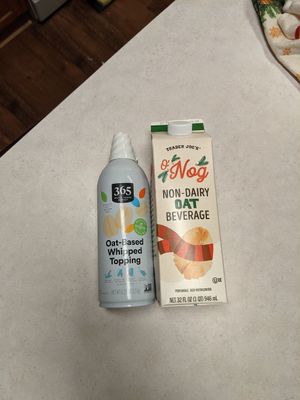 365
Oat-Based
Whipped
Topping
TRADER JOE'S
O'
Nog
NON-DAIRY
OAT
BEVERAGE
NET 32 FL OZ (1 QT) 946 mL